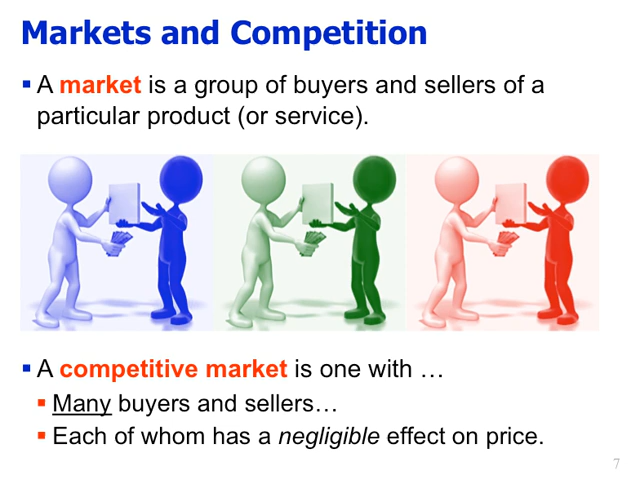 Markets and Competition
▪ A market is a group of buyers and sellers of a
particular product (or service).
▪ A competitive market is one with …
▪ Many buyers and sellers…
▪ Each of whom has a negligible effect on price.
7